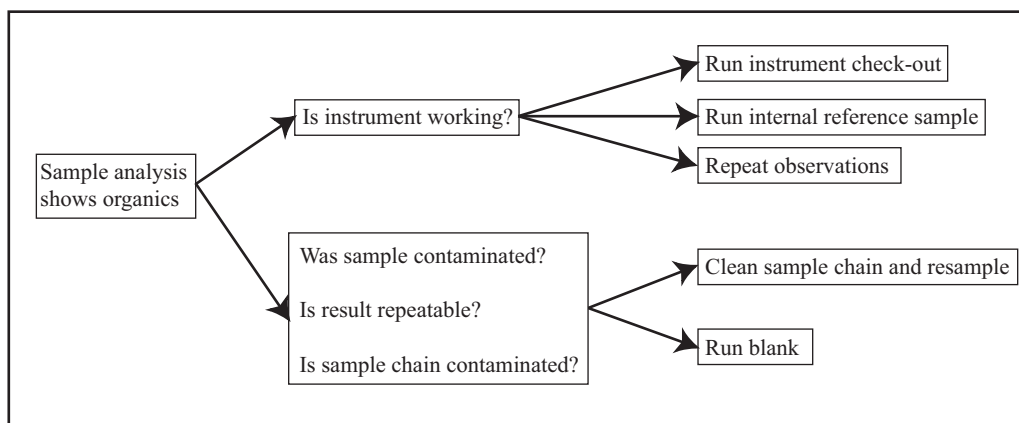 Sample analysis
shows organics
Is instrument working?
Run instrument check-out
Run internal reference sample
Repeat observations
Was sample contaminated?
Is result repeatable?
Is sample chain contaminated?
Clean sample chain and resample
Run blank